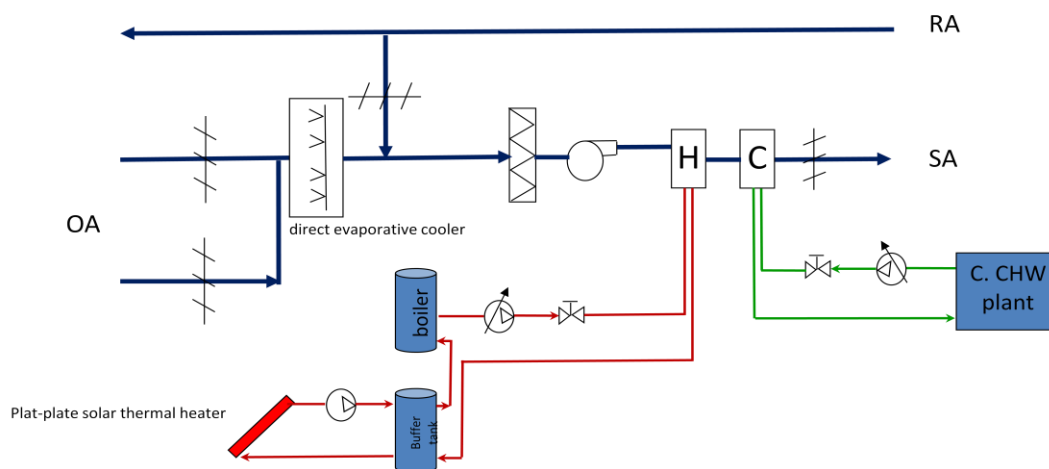 RA
H
C
SA
direct evaporative cooler
OA
C. CHW
plant
boiler
Plat-plate solar thermal heater
Buffer
tank